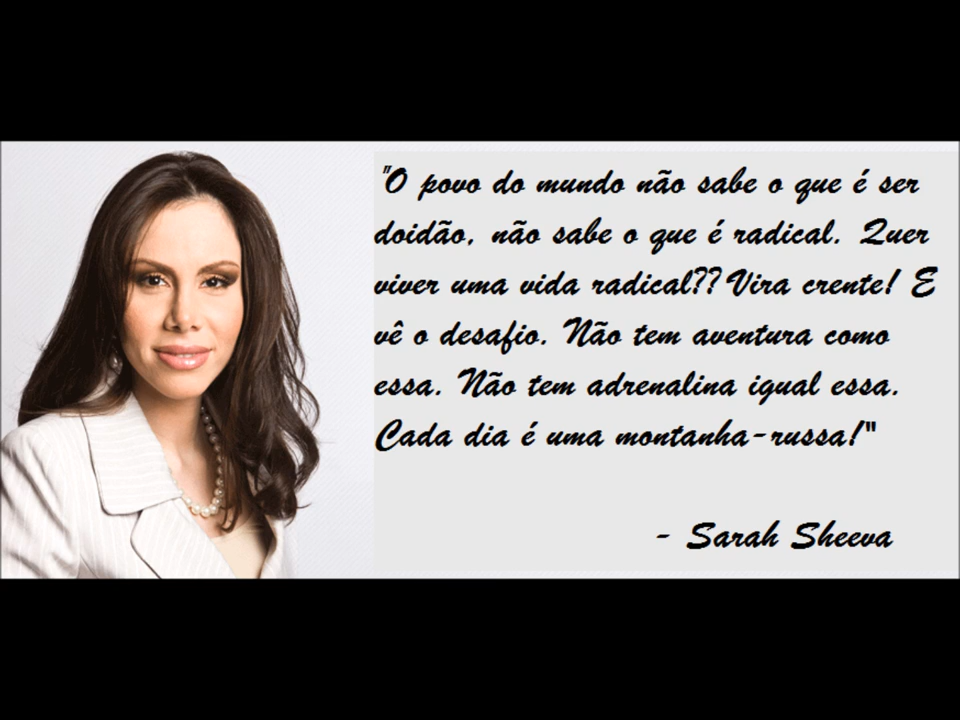 "O povo do mundo não sabe o que é ser
doidão, não sabe o que é radical. Quer
viver uma vida radical?? Vira crente! E
vê o desafio. Não tem aventura como
essa. Não tem adrenalina igual essa.
Cada dia é uma montanha-russa!"
- Sarah Sheeva